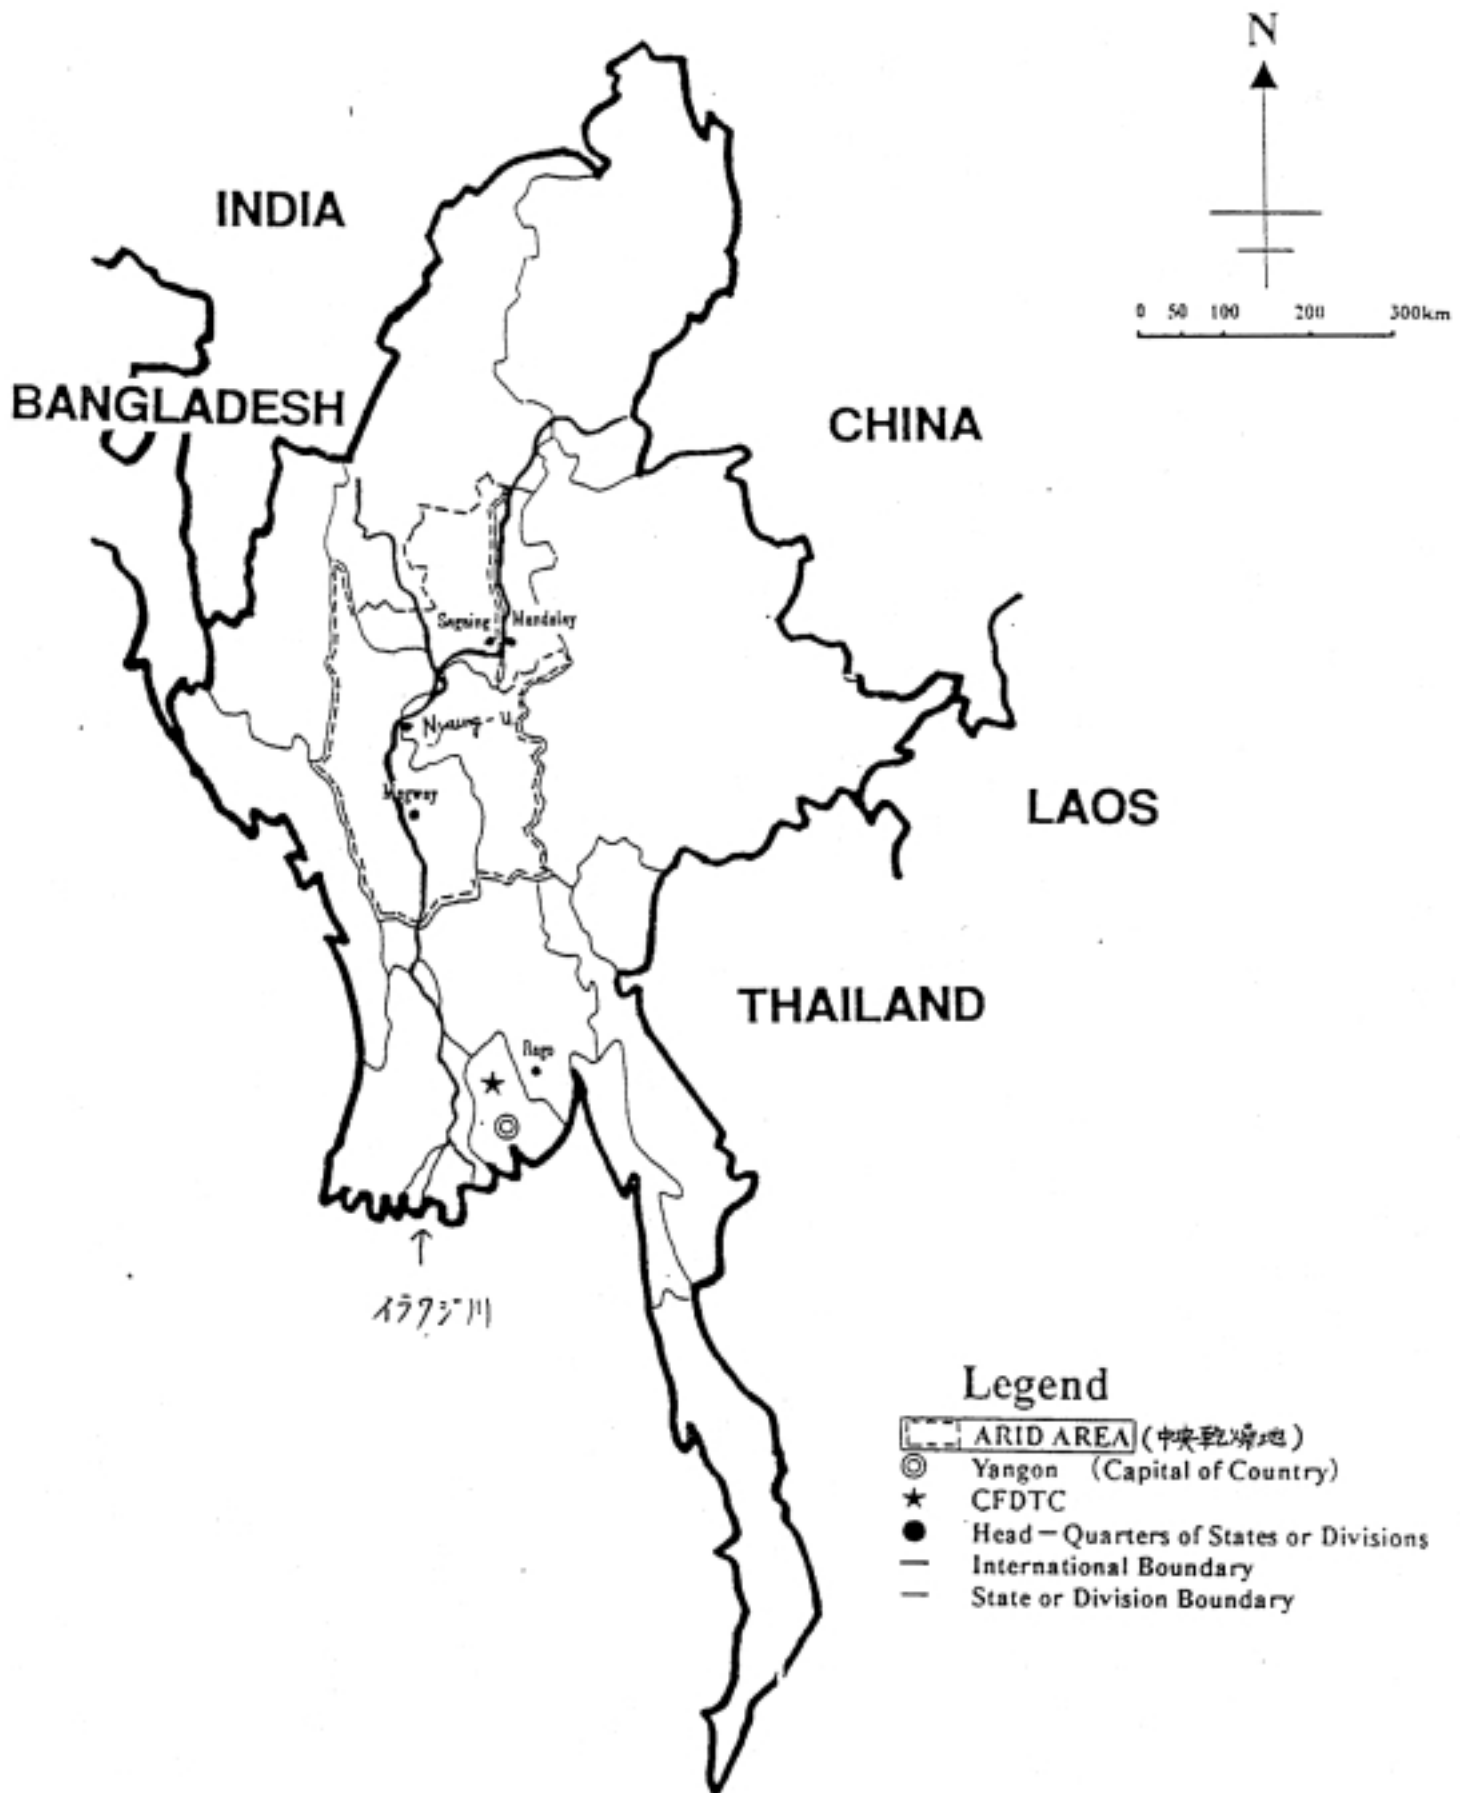 N
INDIA
0 50 100 200 300km
BANGLADESH
CHINA
Sagaing Mandalay
Nyaung-U
Magway
LAOS
THAILAND
Bago
イラワジ川
Legend
ARID AREA (中央乾燥地)
Yangon (Capital of Country)
CFDTC
Head-Quarters of States or Divisions
International Boundary
State or Division Boundary